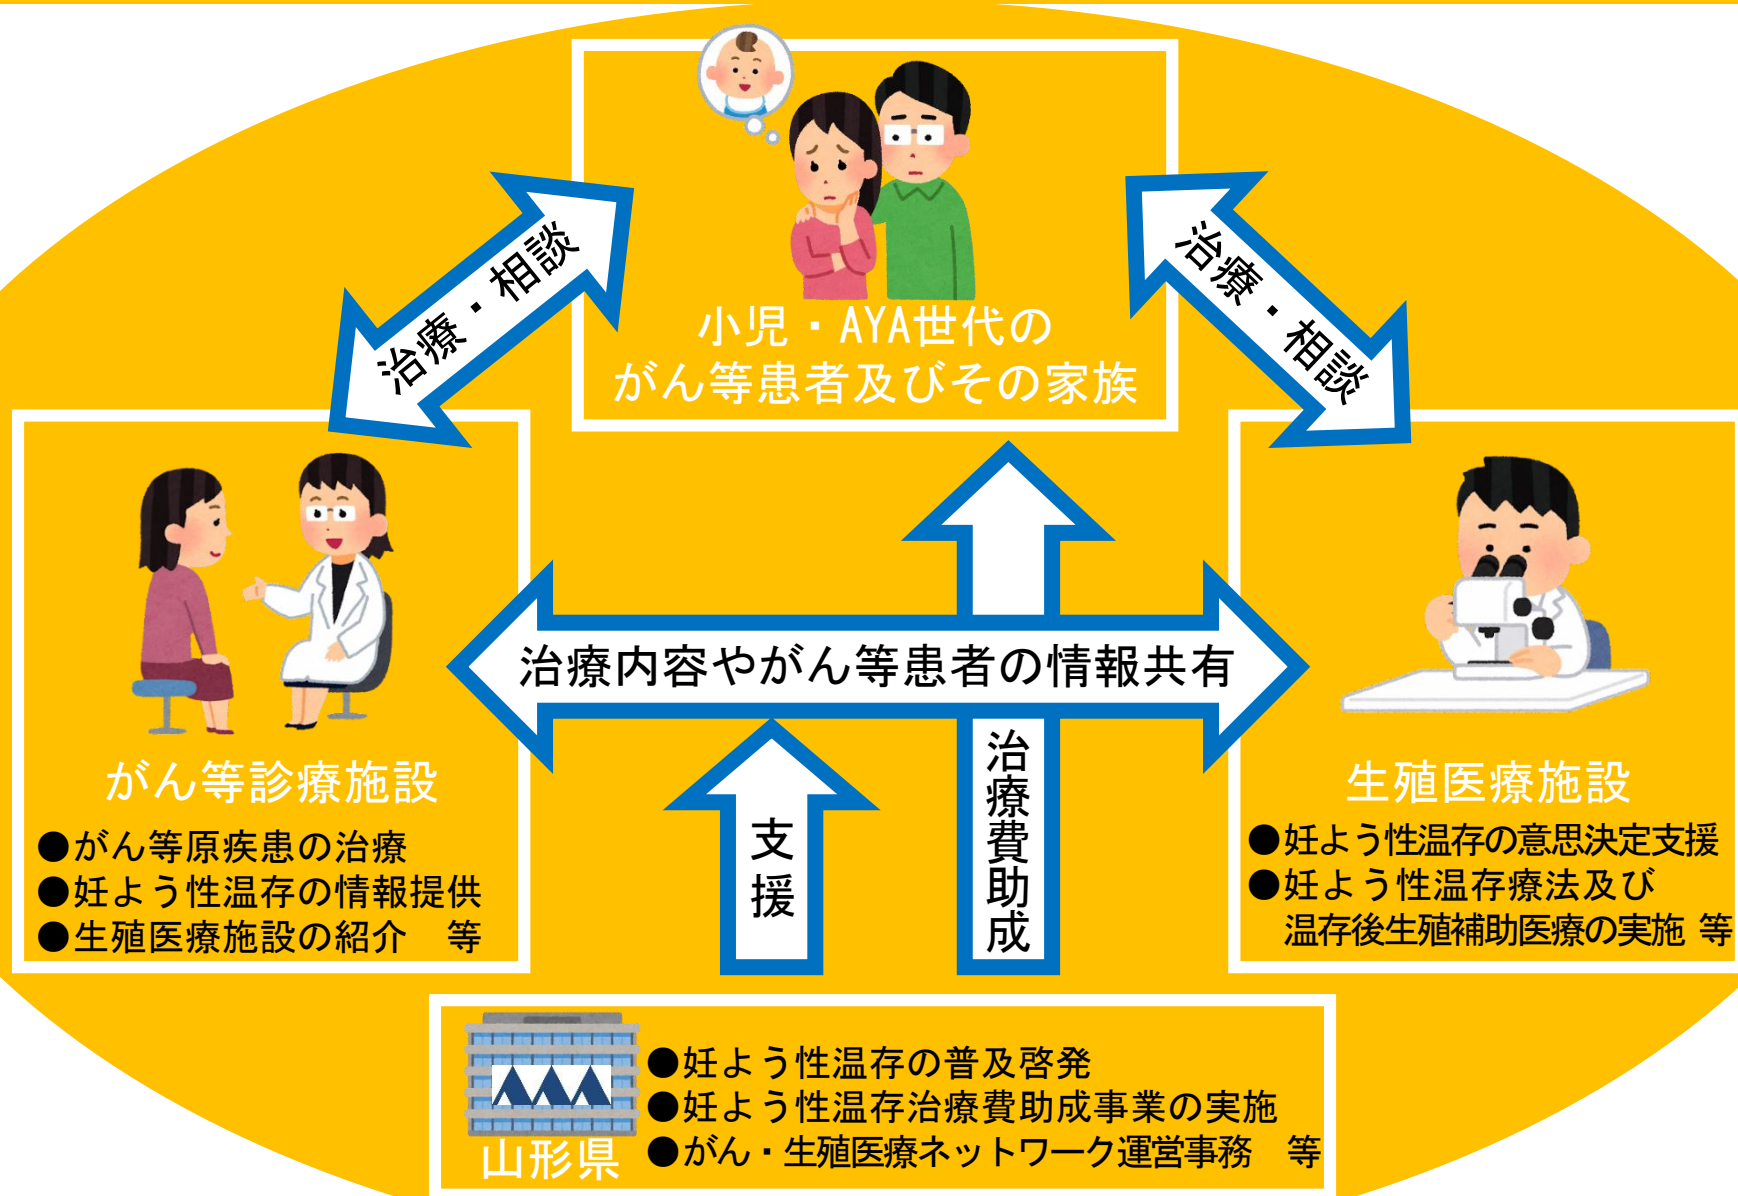 小児・AYA世代の
がん等患者及びその家族
治療・相談
治療・相談
治療内容やがん等患者の情報共有
がん等診療施設
●がん等原疾患の治療
●妊よう性温存の情報提供
●生殖医療施設の紹介　等
支援
治療費助成
生殖医療施設
●妊よう性温存の意思決定支援
●妊よう性温存療法及び
温存後生殖補助医療の実施 等
山形県
●妊よう性温存の普及啓発
●妊よう性温存治療費助成事業の実施
●がん・生殖医療ネットワーク運営事務　等